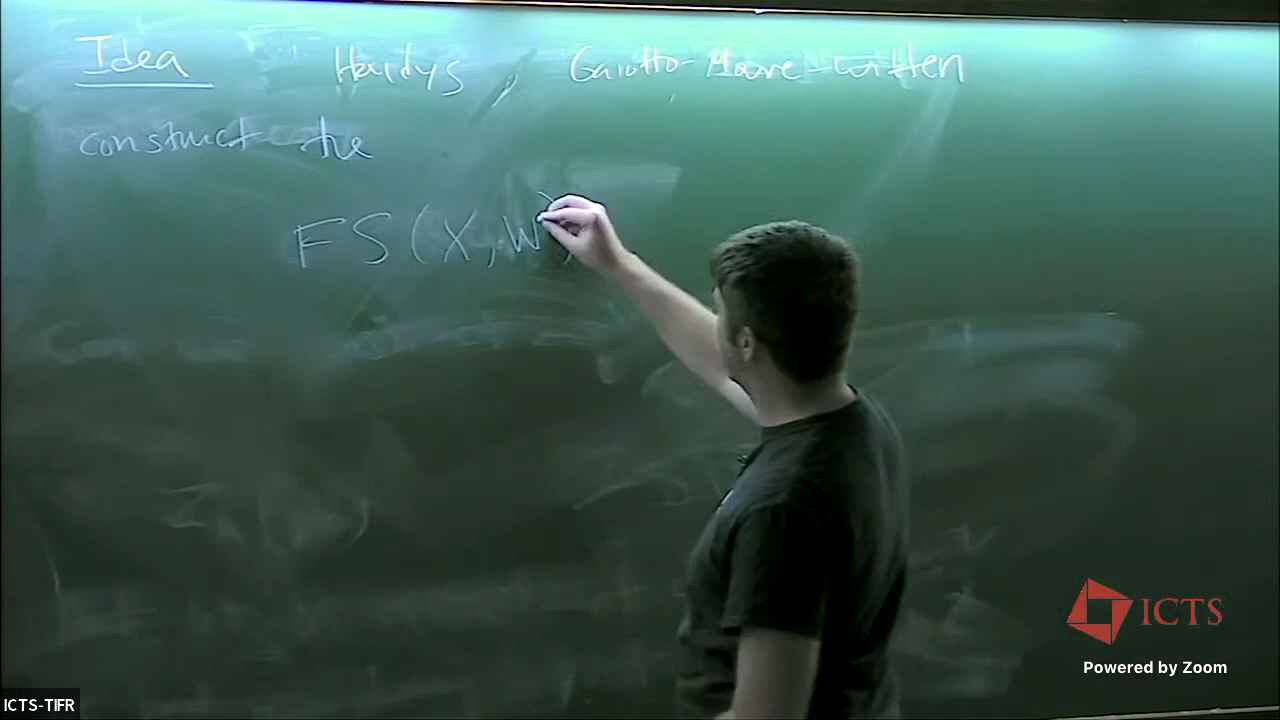 Idea Haydys, Gaiotto-Moore-Witten
construct the
FS(X, W
ICTS
Powered by Zoom
ICTS-TIFR